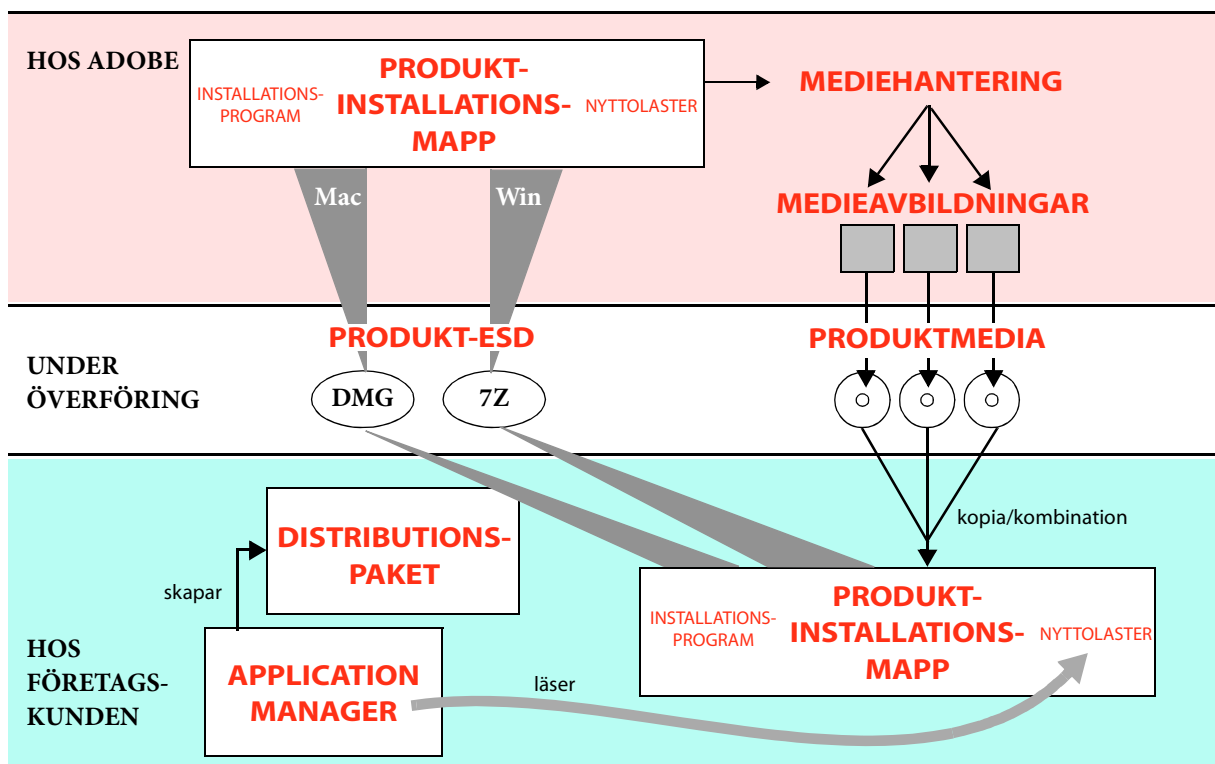 HOS ADOBE
INSTALLATIONS-
PROGRAM
PRODUKT-
INSTALLATIONS-
MAPP
NYTTOLASTER
MEDIEHANTERING
Mac
Win
MEDIEAVBILDNINGAR
UNDER
ÖVERFÖRING
PRODUKT-ESD
PRODUKTMEDIA
DMG
7Z
kopia/kombination
HOS
FÖRETAGS-
KUNDEN
DISTRIBUTIONS-
PAKET
skapar
APPLICATION
MANAGER
läser
INSTALLATIONS-
PROGRAM
PRODUKT-
INSTALLATIONS-
MAPP
NYTTOLASTER